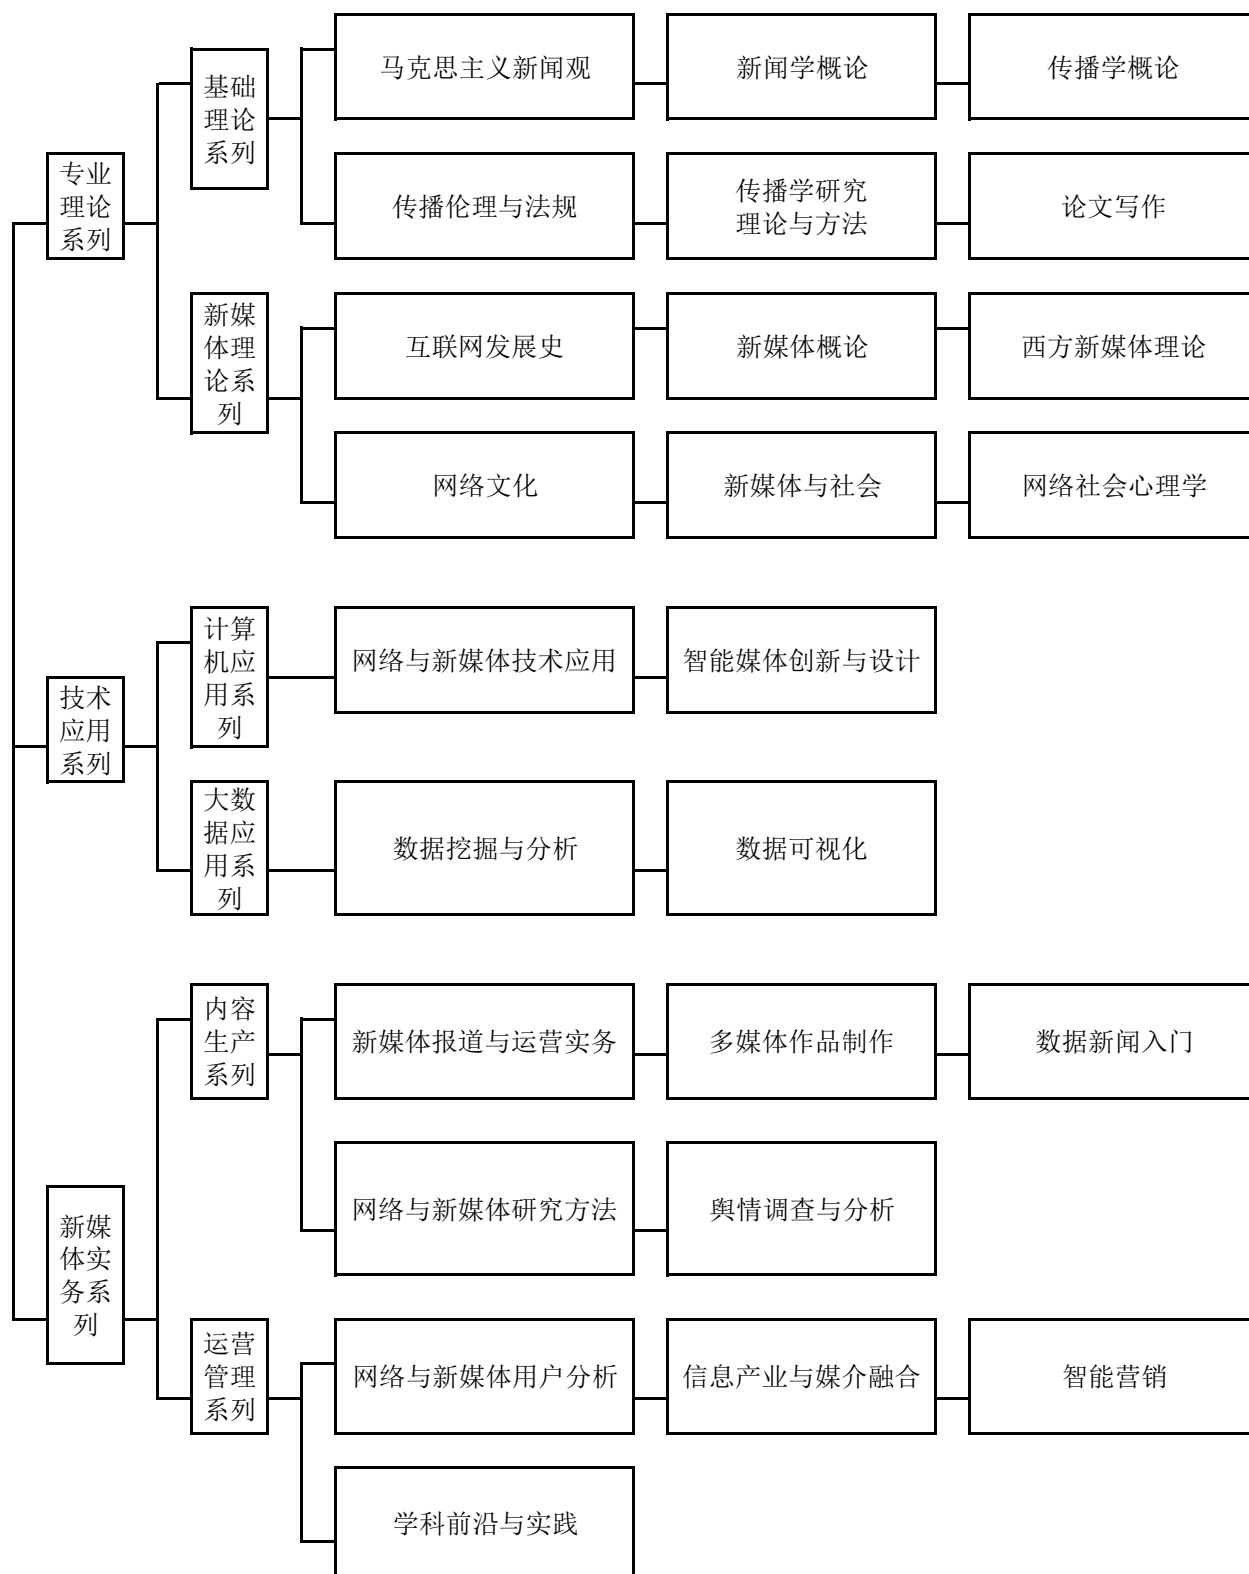 专业
理论
系列
基础
理论
系列
马克思主义新闻观
新闻学概论
传播学概论
传播伦理与法规
传播学研究
理论与方法
论文写作
新媒
体理
论系
列
互联网发展史
新媒体概论
西方新媒体理论
网络文化
新媒体与社会
网络社会心理学
技术
应用
系列
计算
机应
用系
列
网络与新媒体技术应用
智能媒体创新与设计
大数
据应
用系
列
数据挖掘与分析
数据可视化
新媒
体实
务系
列
内容
生产
系列
新媒体报道与运营实务
多媒体作品制作
数据新闻入门
网络与新媒体研究方法
舆情调查与分析
运营
管理
系列
网络与新媒体用户分析
信息产业与媒介融合
智能营销
学科前沿与实践